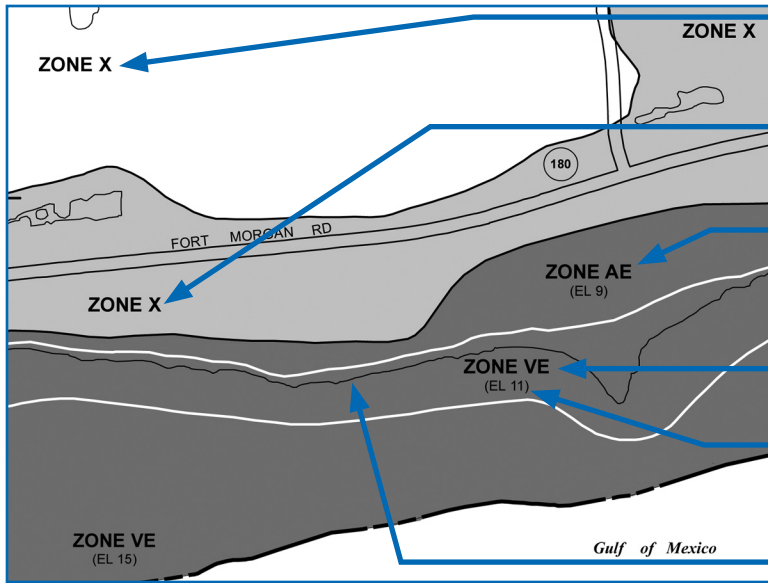 ZONE X
ZONE X
180
FORT MORGAN RD
ZONE AE
(EL 9)
ZONE X
ZONE VE
(EL 11)
ZONE VE
(EL 15)
Gulf of Mexico